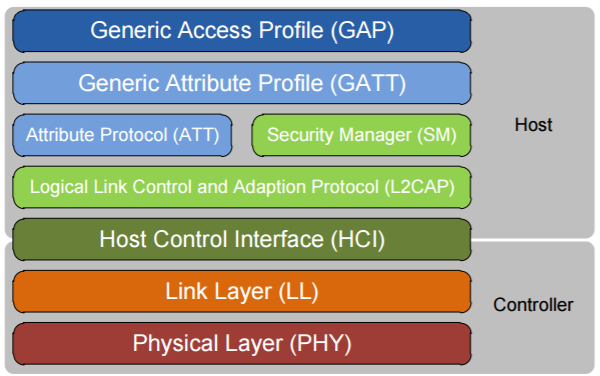 Generic Access Profile (GAP)
Generic Attribute Profile (GATT)
Attribute Protocol (ATT)
Security Manager (SM)
Host
Logical Link Control and Adaption Protocol (L2CAP)
Host Control Interface (HCI)
Link Layer (LL)
Controller
Physical Layer (PHY)